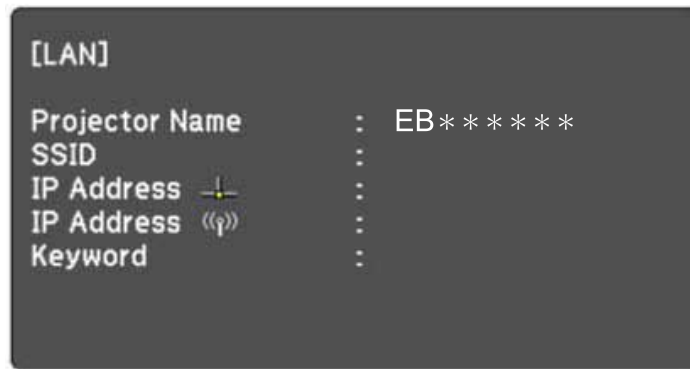 [LAN]
Projector Name : EB∗∗∗∗∗∗
SSID :
IP Address :
IP Address :
Keyword :